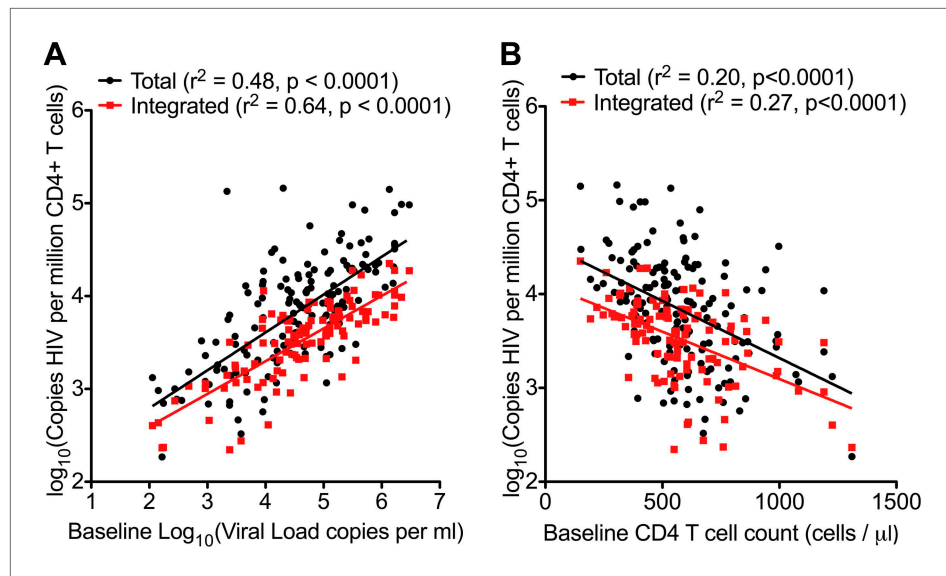 A
Total (r² = 0.48, p < 0.0001)
Integrated (r² = 0.64, p < 0.0001)
log₁₀(Copies HIV per million CD4+ T cells)
6
5
4
3
2
1 2 3 4 5 6 7
Baseline Log₁₀(Viral Load copies per ml)
B
Total (r² = 0.20, p<0.0001)
Integrated (r² = 0.27, p<0.0001)
log₁₀(Copies HIV per million CD4+ T cells)
6
5
4
3
2
0 500 1000 1500
Baseline CD4 T cell count (cells / µl)